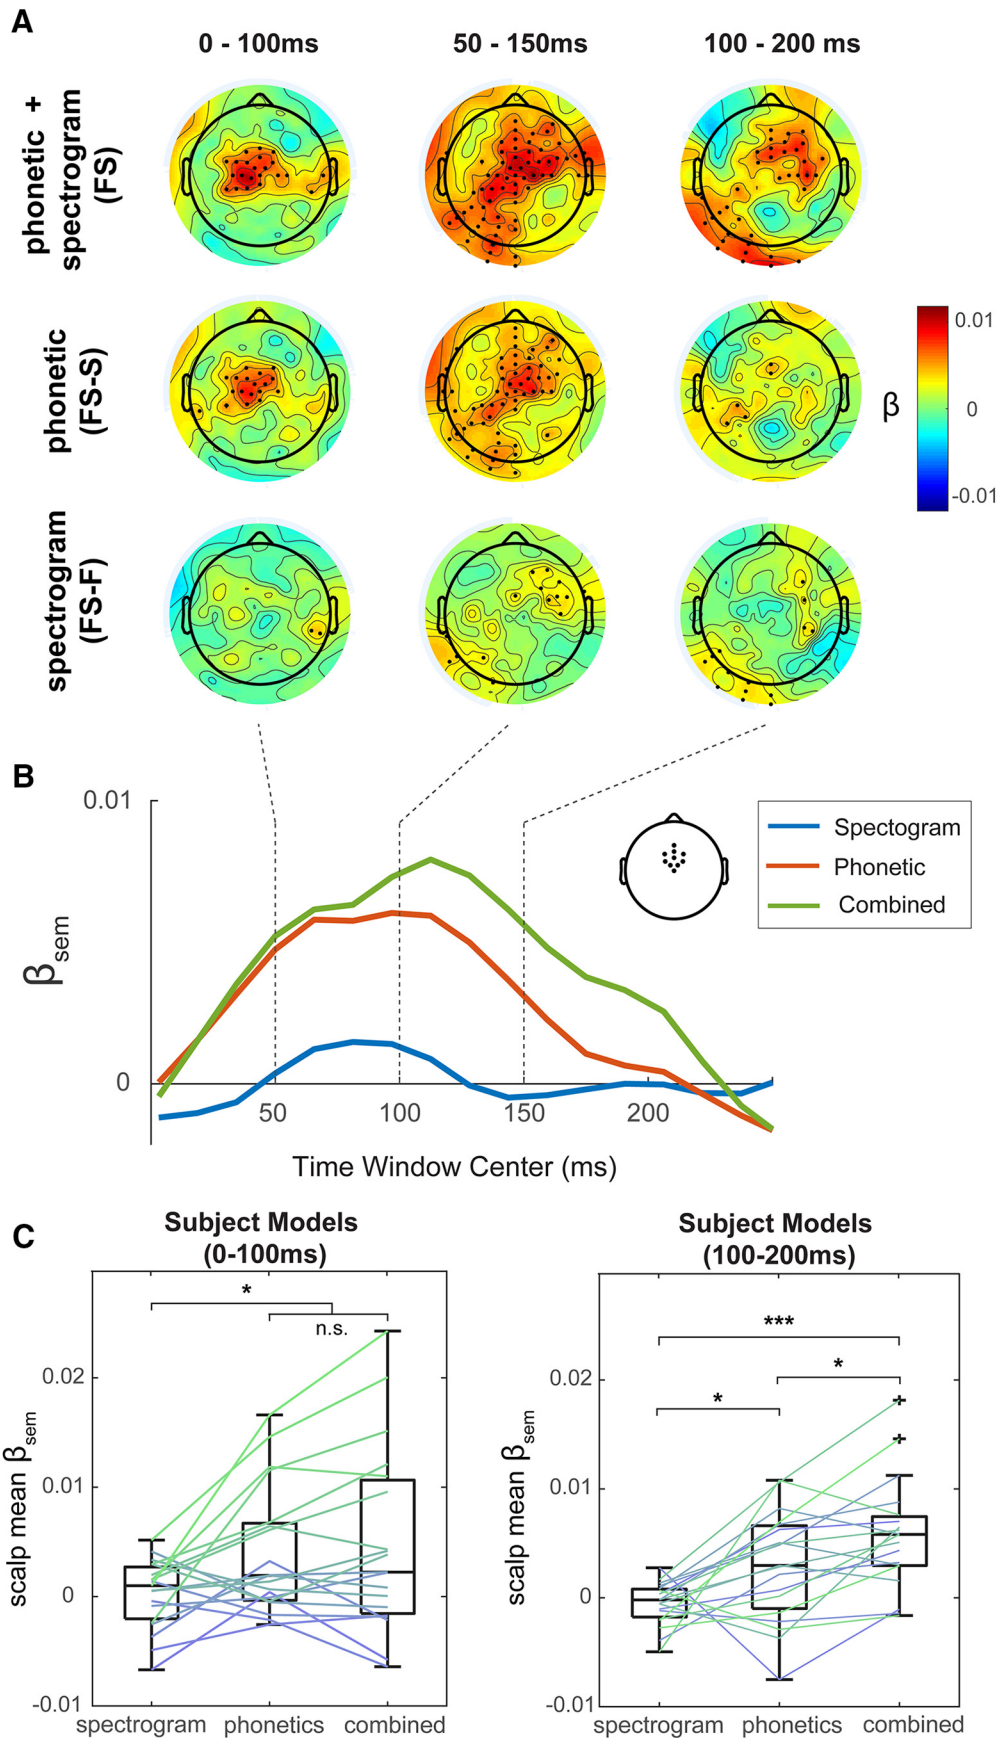 A
0 - 100ms
50 - 150ms
100 - 200 ms
phonetic +
spectrogram
(FS)
phonetic
(FS-S)
spectrogram
(FS-F)
0.01
β
0
-0.01
B
0.01
Spectogram
Phonetic
Combined
βsem
0
50
100
150
200
Time Window Center (ms)
C
Subject Models
(0-100ms)
*
n.s.
0.02
0.01
0
-0.01
scalp mean βsem
spectrogram
phonetics
combined
Subject Models
(100-200ms)
***
*
*
0.02
0.01
0
-0.01
scalp mean βsem
spectrogram
phonetics
combined